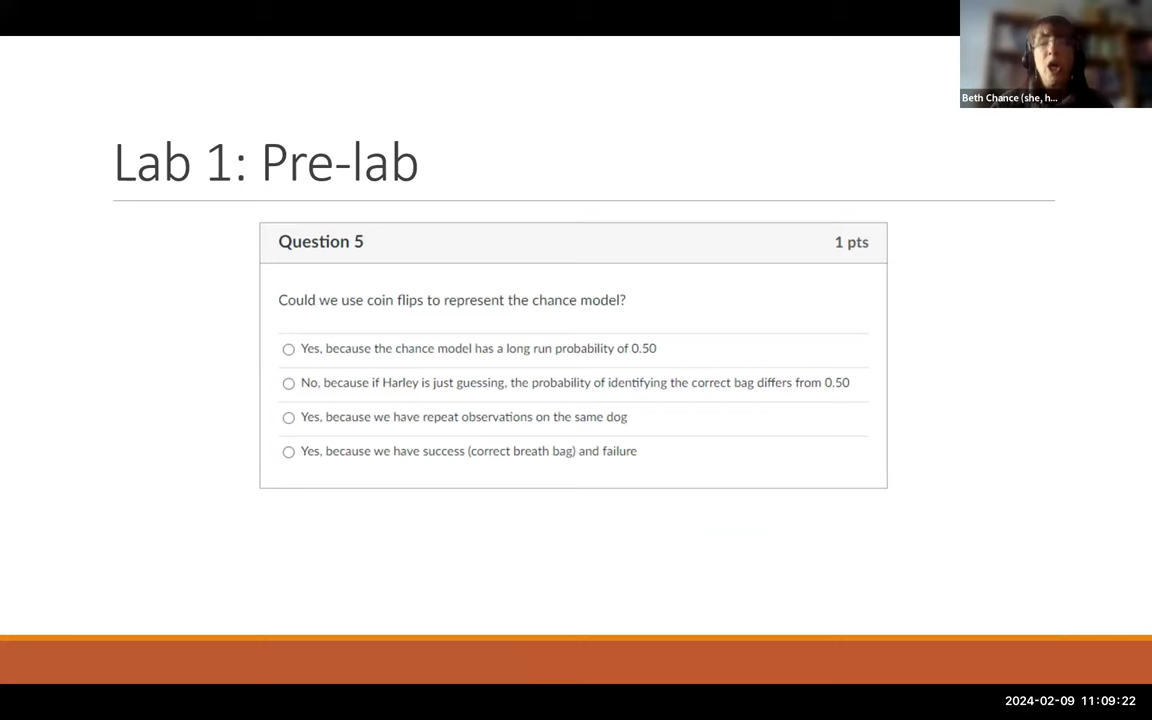 Beth Chance (she, h...
Lab 1: Pre-lab
Question 5 1 pts
Could we use coin flips to represent the chance model?
Yes, because the chance model has a long run probability of 0.50
No, because if Harley is just guessing, the probability of identifying the correct bag differs from 0.50
Yes, because we have repeat observations on the same dog
Yes, because we have success (correct breath bag) and failure
2024-02-09 11:09:22